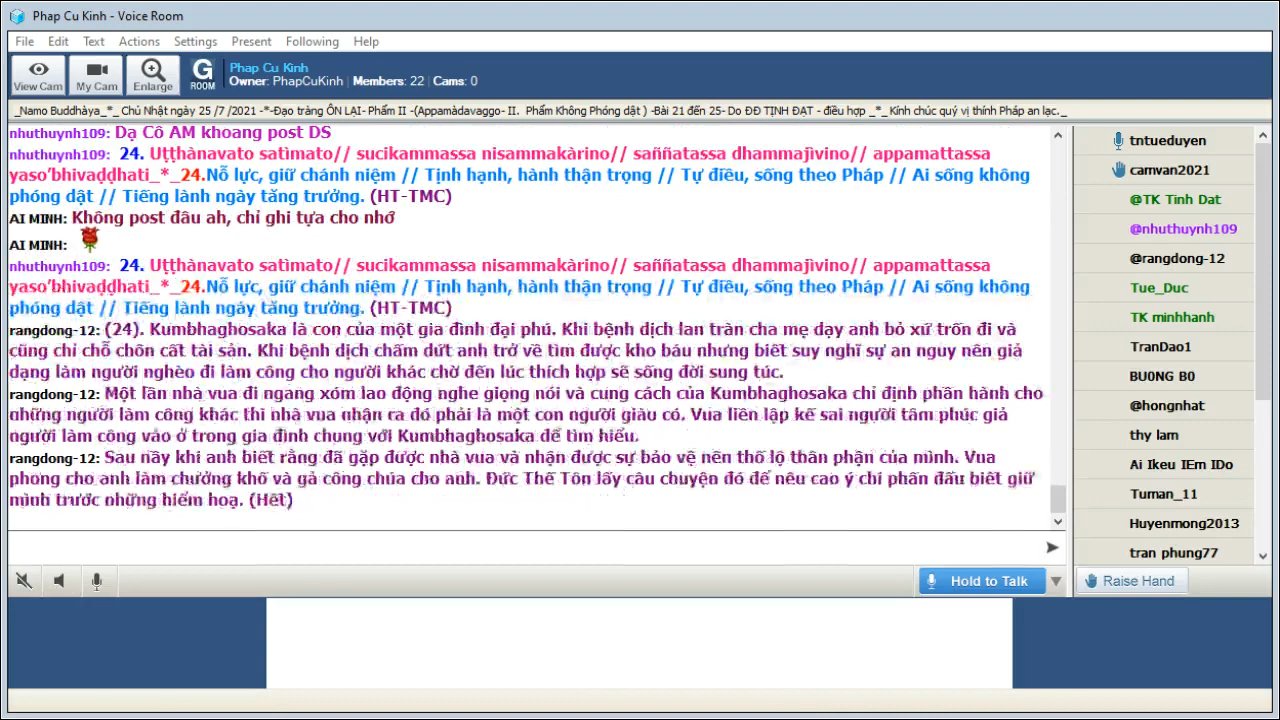 Phap Cu Kinh - Voice Room
File Edit Text Actions Settings Present Following Help
View Cam My Cam Enlarge G ROOM
Phap Cu Kinh
Owner: PhapCuKinh Members: 22 Cams: 0
_Namo Buddhàya_*_ Chủ Nhật ngày 25 /7 /2021 -*-Đạo tràng ÔN LẠI- Phẩm II -(Appamàdavaggo- II. Phẩm Không Phóng dật ) -Bài 21 đến 25- Do ĐĐ TỊNH ĐẠT - điều hợp _*_ Kính chúc quý vị thính Pháp an lạc._
nhuthuynh109: Dạ Cô AM khoang post DS
nhuthuynh109: 24. Uṭṭhànavato satìmato// sucikammassa nisammakàrino// saññatassa dhammajìvino// appamattassa
yaso'bhivaḍḍhati_*_24.Nỗ lực, giữ chánh niệm // Tịnh hạnh, hành thận trọng // Tự điều, sống theo Pháp // Ai sống không
phóng dật // Tiếng lành ngày tăng trưởng. (HT-TMC)
AI MINH: Không post đâu ah, chỉ ghi tựa cho nhớ
AI MINH:
nhuthuynh109: 24. Uṭṭhànavato satìmato// sucikammassa nisammakàrino// saññatassa dhammajìvino// appamattassa
yaso'bhivaḍḍhati_*_24.Nỗ lực, giữ chánh niệm // Tịnh hạnh, hành thận trọng // Tự điều, sống theo Pháp // Ai sống không
phóng dật // Tiếng lành ngày tăng trưởng. (HT-TMC)
rangdong-12: (24). Kumbhaghosaka là con của một gia đình đại phú. Khi bệnh dịch lan tràn cha mẹ dạy anh bỏ xứ trốn đi và
cũng chỉ chỗ chôn cất tài sản. Khi bệnh dịch chấm dứt anh trở về tìm được kho báu nhưng biết suy nghĩ sự an nguy nên giả
dạng làm người nghèo đi làm công cho người khác chờ đến lúc thích hợp sẽ sống đời sung túc.
rangdong-12: Một lần nhà vua đi ngang xóm lao động nghe giọng nói và cung cách của Kumbhaghosaka chỉ định phần hành cho
những người làm công khác thì nhà vua nhận ra đó phải là một con người giàu có. Vua liền lập kế sai người tâm phúc giả
người làm công vào ở trong gia đình chung với Kumbhaghosaka để tìm hiểu.
rangdong-12: Sau nầy khi anh biết rằng đã gặp được nhà vua và nhận được sự bảo vệ nên thố lộ thân phận của mình. Vua
phong cho anh làm chưởng khố và gả công chúa cho anh. Đức Thế Tôn lấy câu chuyện đó để nêu cao ý chí phấn đấu biết giữ
mình trước những hiểm hoạ. (Hết)
tntueduyen
camvan2021
@TK Tinh Dat
@nhuthuynh109
@rangdong-12
Tue_Duc
TK minhhanh
TranDao1
BU0NG B0
@hongnhat
thy lam
Ai Ikeu IEm IDo
Tuman_11
Huyenmong2013
tran phung77
Hold to Talk
Raise Hand